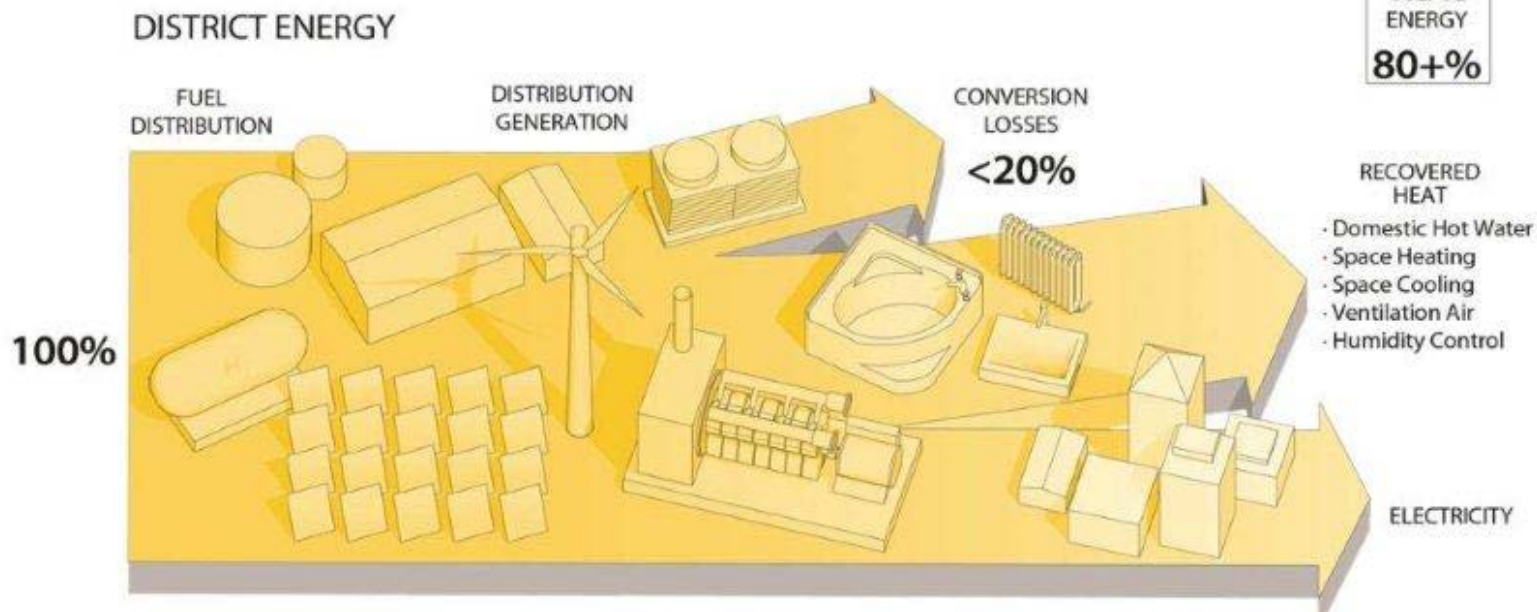 DISTRICT ENERGY
ENERGY
80+%
FUEL
DISTRIBUTION
DISTRIBUTION
GENERATION
CONVERSION
LOSSES
<20%
RECOVERED
HEAT
· Domestic Hot Water
· Space Heating
· Space Cooling
· Ventilation Air
· Humidity Control
100%
H
ELECTRICITY